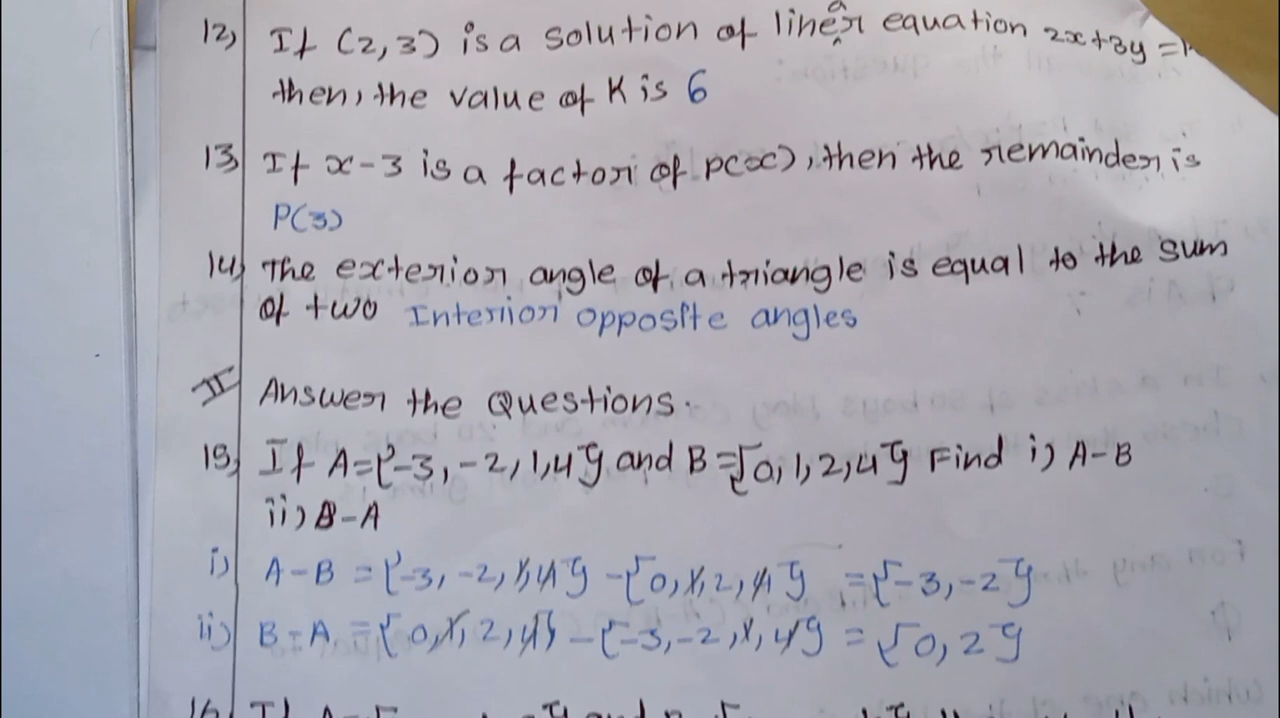 12) If (2,3) is a solution of linear equation 2x+3y =
then, the value of K is 6
13) If x-3 is a factor of p(x), then the remainder is
P(3)
14) The exterior angle of a triangle is equal to the sum
of two Interior opposite angles
II Answer the Questions.
15) If A={-3,-2,1,4} and B={0,1,2,4} Find i) A-B
ii) B-A
i) A-B = {-3,-2,1,4} - {0,1,2,4} = {-3,-2}
ii) B-A = {0,1,2,4} - {-3,-2,1,4} = {0,2}